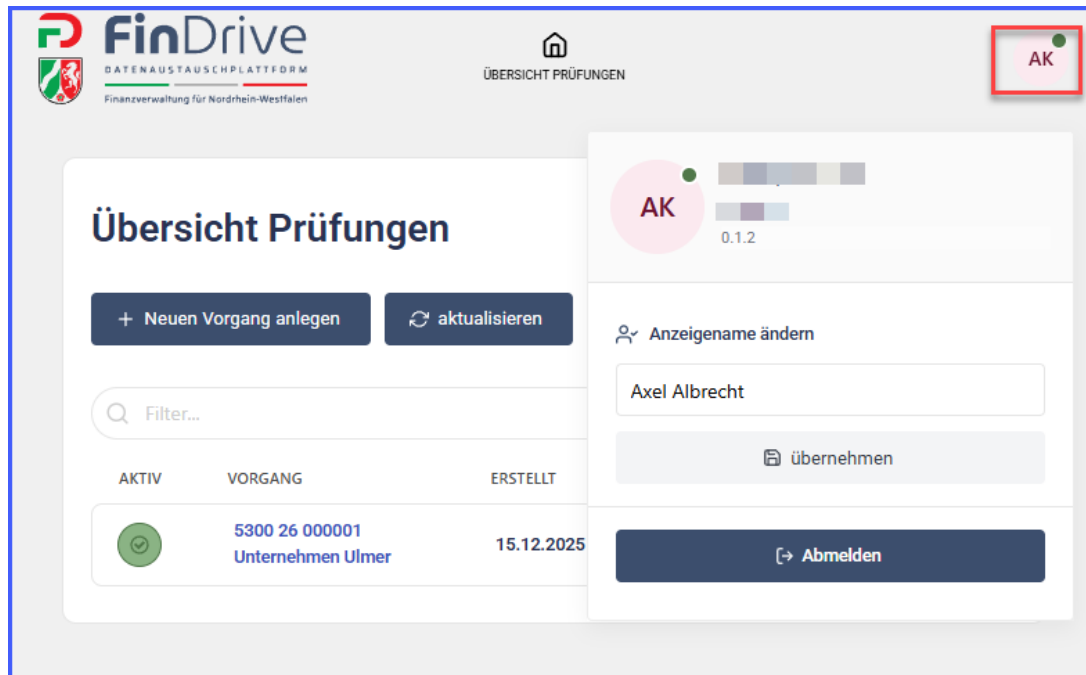 FinDrive
DATENAUSTAUSCHPLATTFORM
Finanzverwaltung für Nordrhein-Westfalen
ÜBERSICHT PRÜFUNGEN
AK
AK
0.1.2
Übersicht Prüfungen
+ Neuen Vorgang anlegen
aktualisieren
Anzeigename ändern
Axel Albrecht
übernehmen
Abmelden
Filter...
AKTIV VORGANG ERSTELLT
5300 26 000001
Unternehmen Ulmer
15.12.2025